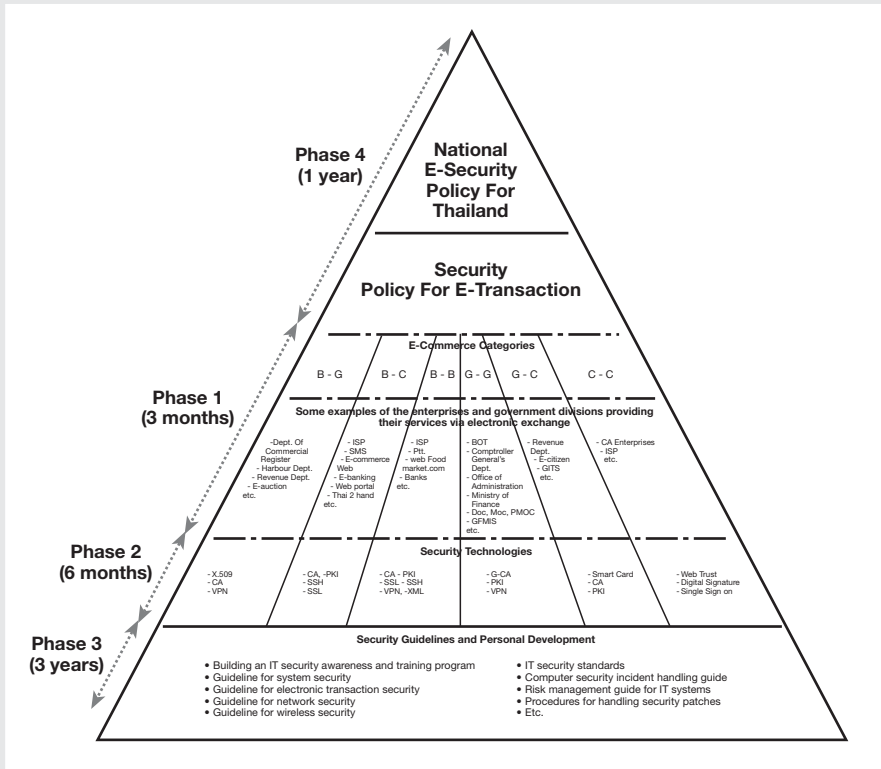 Phase 4
(1 year)
National
E-Security
Policy For
Thailand
Security
Policy For E-Transaction
Phase 1
(3 months)
E-Commerce Categories
B - G
B - C
B - B
G - G
G - C
C - C
Some examples of the enterprises and government divisions providing
their services via electronic exchange
-Dept. Of
Commercial
Register
- Harbour Dept.
- Revenue Dept.
- E-auction
etc.
- ISP
- SMS
- E-commerce
Web
- E-banking
- Web portal
- Thai 2 hand
etc.
- ISP
- Ptt.
- web Food
market.com
- Banks
etc.
- BOT
- Comptroller
General's
Dept.
- Office of
Administration
- Ministry of
Finance
- Doc, Moc, PMOC
- GFMIS
etc.
- Revenue
Dept.
- E-citizen
- GITS
etc.
- CA Enterprises
- ISP
etc.
Phase 2
(6 months)
Security Technologies
- X.509
- CA
- VPN
- CA, -PKI
- SSH
- SSL
- CA - PKI
- SSL - SSH
- VPN, -XML
- G-CA
- PKI
- VPN
- Smart Card
- CA
- PKI
- Web Trust
- Digital Signature
- Single Sign on
Phase 3
(3 years)
Security Guidelines and Personal Development
• Building an IT security awareness and training program
• Guideline for system security
• Guideline for electronic transaction security
• Guideline for network security
• Guideline for wireless security
• IT security standards
• Computer security incident handling guide
• Risk management guide for IT systems
• Procedures for handling security patches
• Etc.